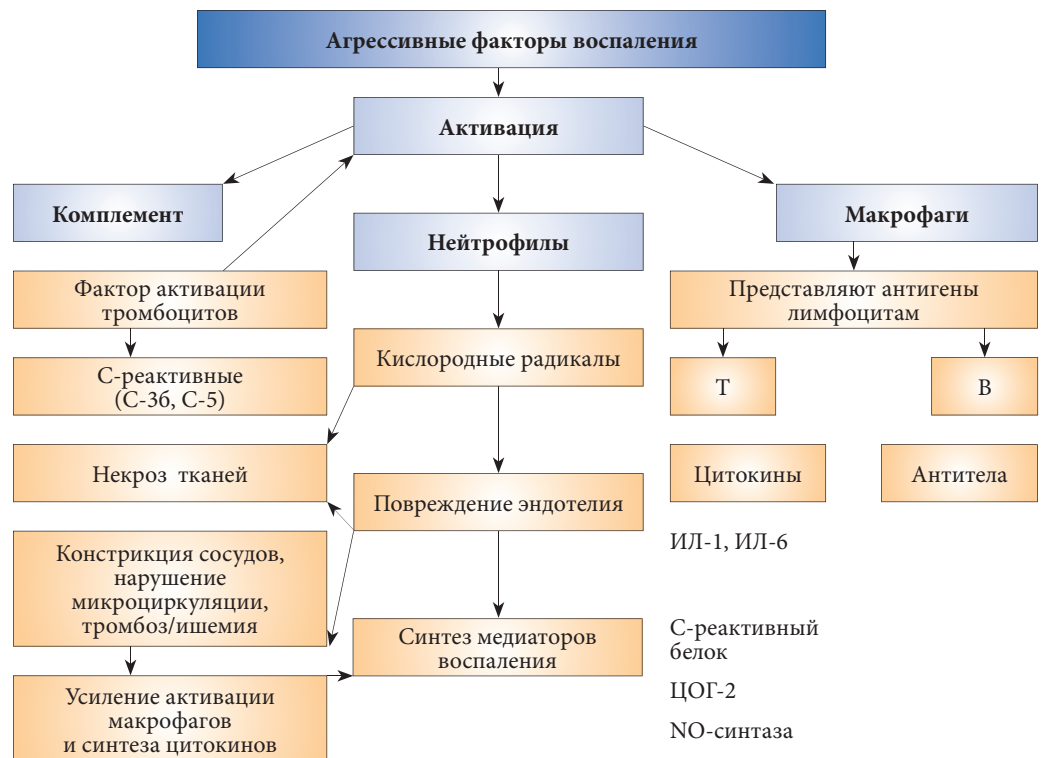 Агрессивные факторы воспаления
Активация
Комплемент
Макрофаги
Нейтрофилы
Фактор активации
тромбоцитов
Представляют антигены
лимфоцитам
С-реактивные
(С-3б, С-5)
Кислородные радикалы
Т
В
Некроз тканей
Цитокины
Антитела
Повреждение эндотелия
ИЛ-1, ИЛ-6
Констрикция сосудов,
нарушение
микроциркуляции,
тромбоз/ишемия
Синтез медиаторов
воспаления
С-реактивный
белок
Усиление активации
макрофагов
и синтеза цитокинов
ЦОГ-2
NO-синтаза